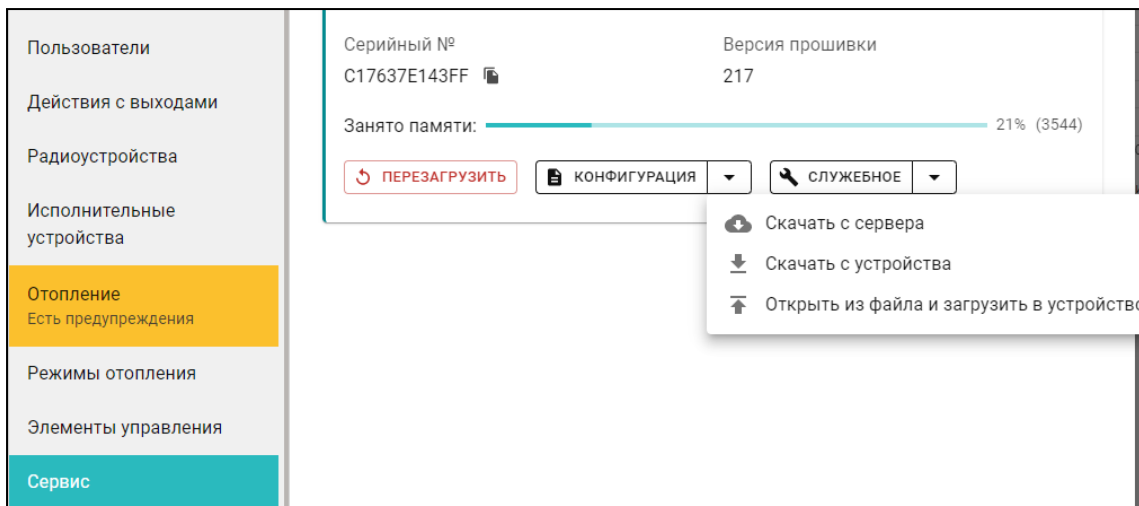 Пользователи
Действия с выходами
Радиоустройства
Исполнительные
устройства
Отопление
Есть предупреждения
Режимы отопления
Элементы управления
Сервис
Серийный № Версия прошивки
C17637E143FF 217
Занято памяти: 21% (3544)
ПЕРЕЗАГРУЗИТЬ КОНФИГУРАЦИЯ СЛУЖЕБНОЕ
Скачать с сервера
Скачать с устройства
Открыть из файла и загрузить в устройство